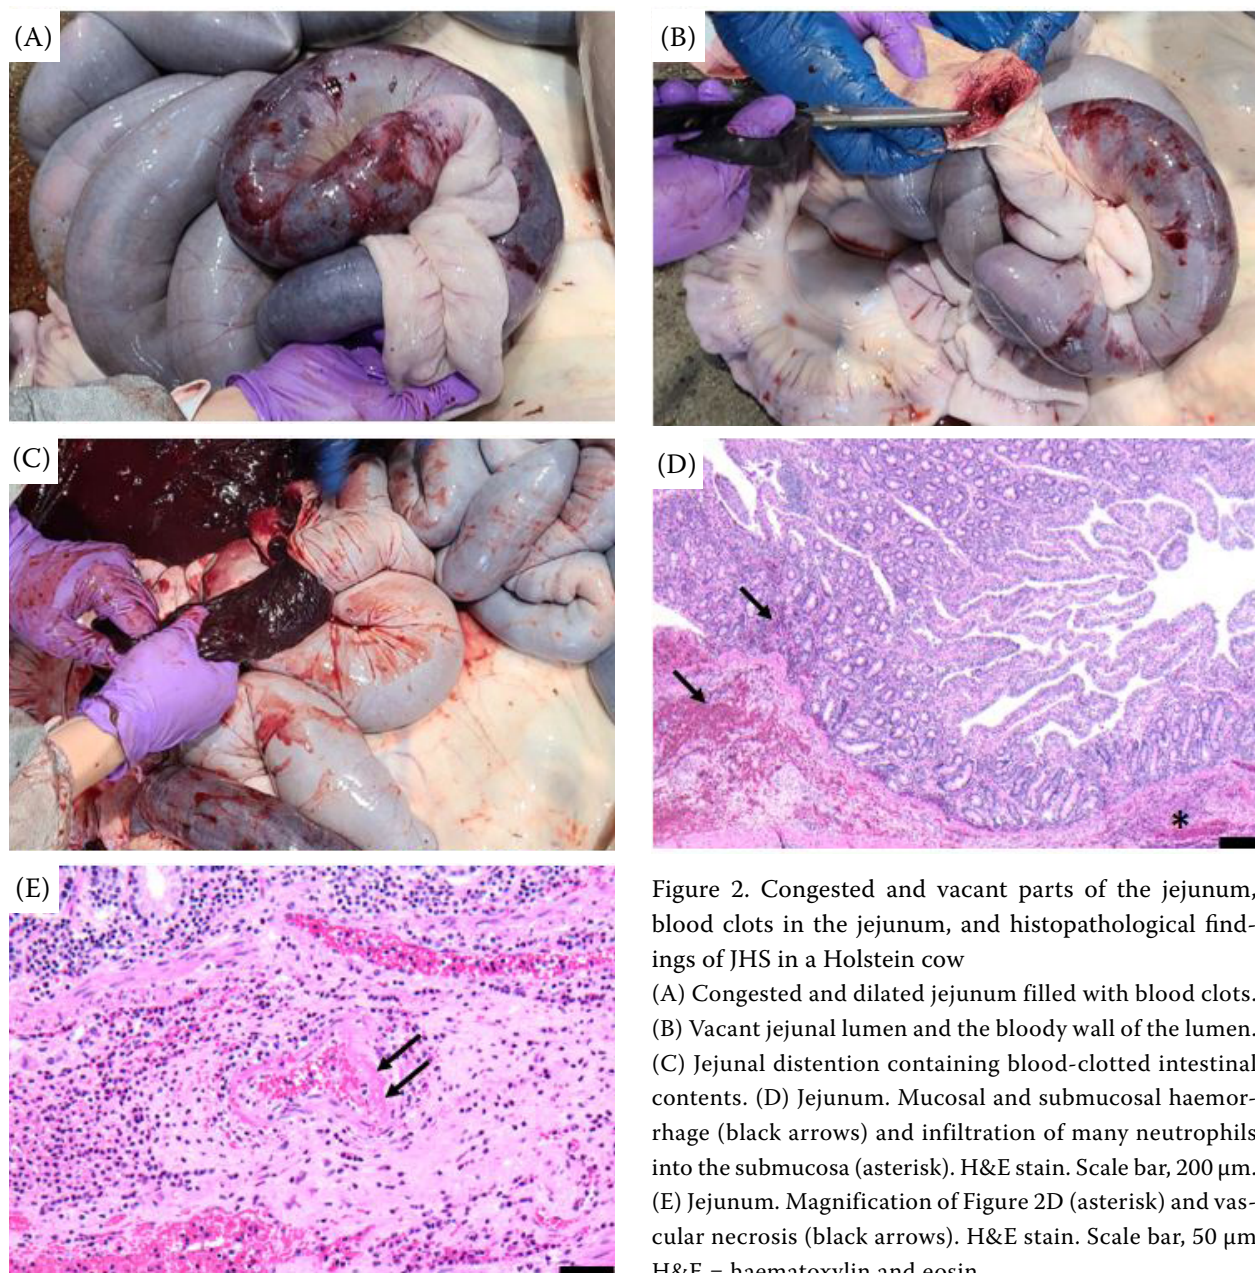 (A)
(B)
(C)
(D)
*
(E)
Figure 2. Congested and vacant parts of the jejunum,
blood clots in the jejunum, and histopathological find-
ings of JHS in a Holstein cow
(A) Congested and dilated jejunum filled with blood clots.
(B) Vacant jejunal lumen and the bloody wall of the lumen.
(C) Jejunal distention containing blood-clotted intestinal
contents. (D) Jejunum. Mucosal and submucosal haemor-
rhage (black arrows) and infiltration of many neutrophils
into the submucosa (asterisk). H&E stain. Scale bar, 200 μm.
(E) Jejunum. Magnification of Figure 2D (asterisk) and vas-
cular necrosis (black arrows). H&E stain. Scale bar, 50 μm
H&E = haematoxylin and eosin